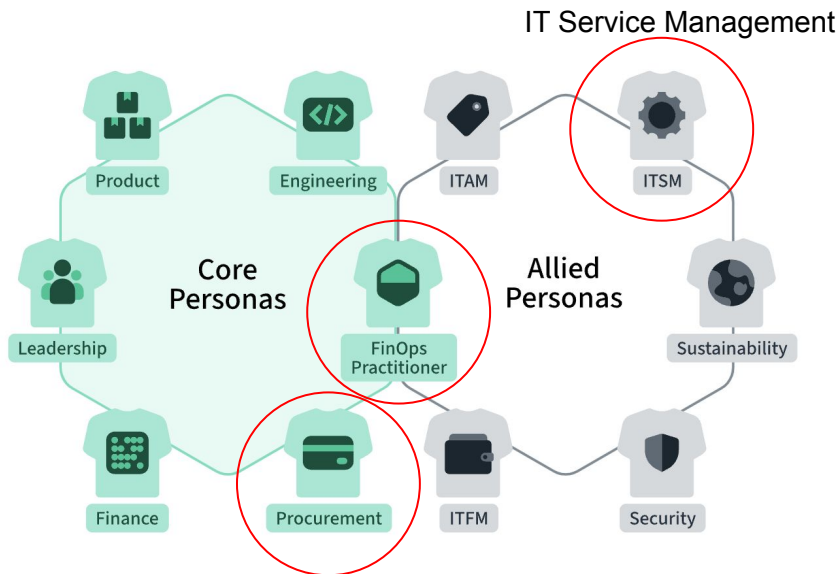 IT Service Management
Product
Engineering
ITAM
ITSM
Core
Personas
Allied
Personas
Leadership
FinOps
Practitioner
Sustainability
Finance
Procurement
ITFM
Security